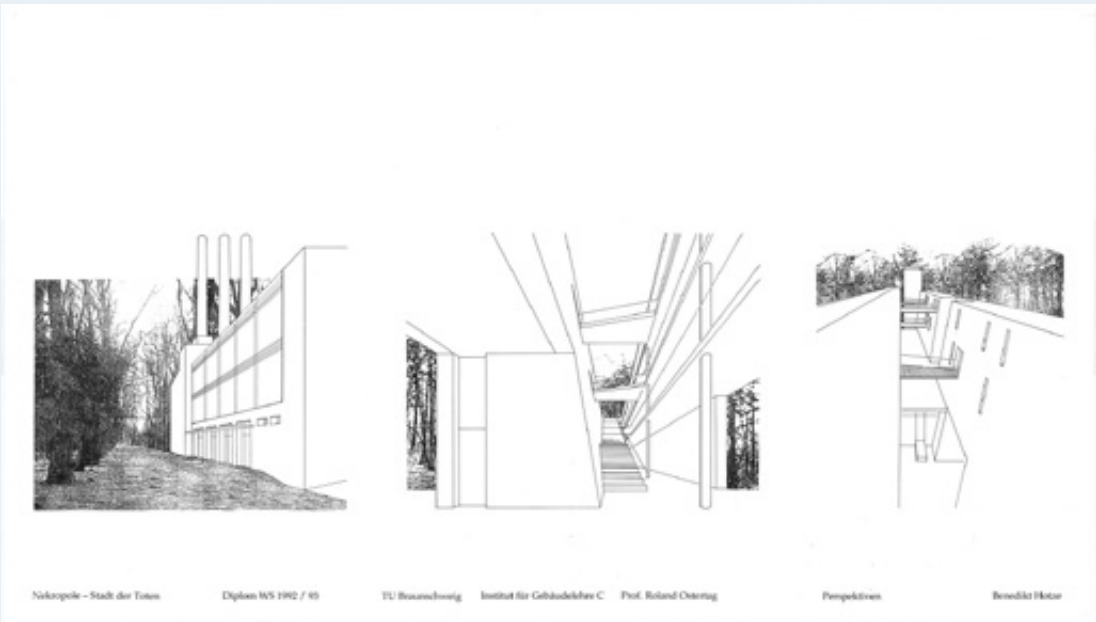 Nekropole – Stadt der Toten Diplom WS 1992 / 93 TU Braunschweig Institut für Gebäudelehre C Prof. Roland Ostertag Perspektiven Benedikt Hotze